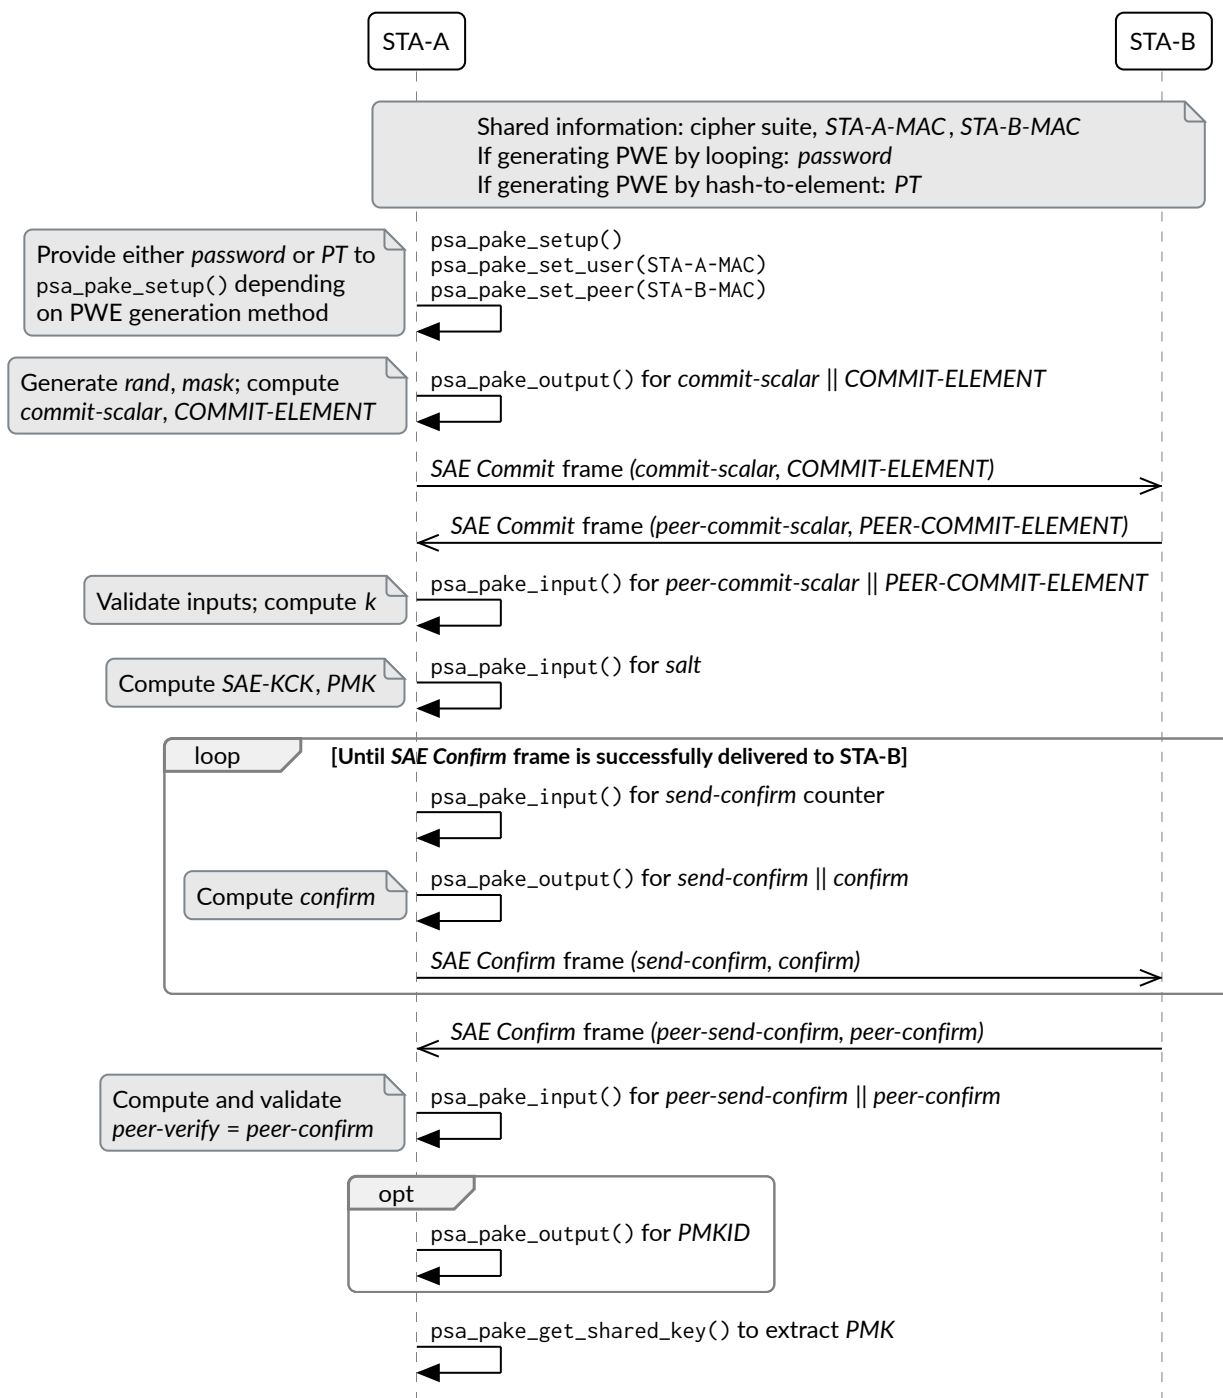 STA-A
STA-B
Shared information: cipher suite, STA-A-MAC, STA-B-MAC
If generating PWE by looping: password
If generating PWE by hash-to-element: PT
Provide either password or PT to
psa_pake_setup() depending
on PWE generation method
psa_pake_setup()
psa_pake_set_user(STA-A-MAC)
psa_pake_set_peer(STA-B-MAC)
Generate rand, mask; compute
commit-scalar, COMMIT-ELEMENT
psa_pake_output() for commit-scalar || COMMIT-ELEMENT
SAE Commit frame (commit-scalar, COMMIT-ELEMENT)
SAE Commit frame (peer-commit-scalar, PEER-COMMIT-ELEMENT)
Validate inputs; compute k
psa_pake_input() for peer-commit-scalar || PEER-COMMIT-ELEMENT
Compute SAE-KCK, PMK
psa_pake_input() for salt
loop
[Until SAE Confirm frame is successfully delivered to STA-B]
psa_pake_input() for send-confirm counter
Compute confirm
psa_pake_output() for send-confirm || confirm
SAE Confirm frame (send-confirm, confirm)
SAE Confirm frame (peer-send-confirm, peer-confirm)
Compute and validate
peer-verify = peer-confirm
psa_pake_input() for peer-send-confirm || peer-confirm
opt
psa_pake_output() for PMKID
psa_pake_get_shared_key() to extract PMK